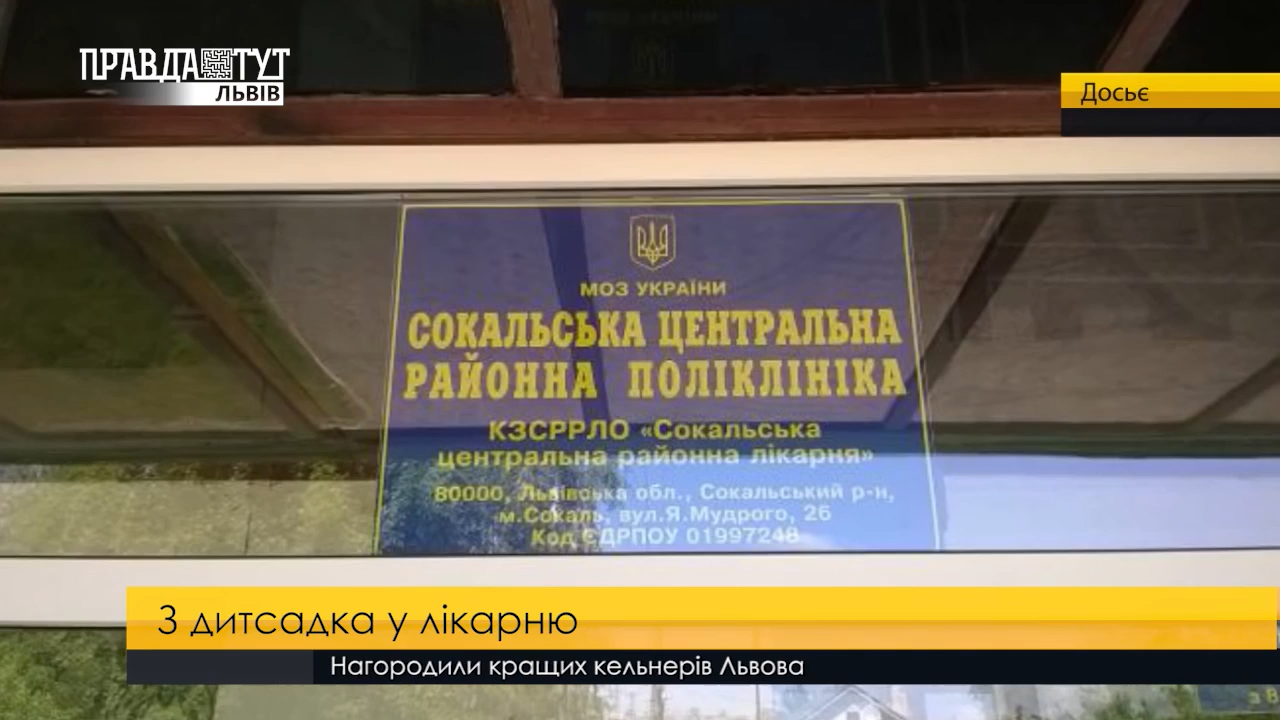 ПРАВДА ТУТ
ЛЬВІВ
Досьє
МОЗ УКРАЇНИ
СОКАЛЬСЬКА ЦЕНТРАЛЬНА
РАЙОННА ПОЛІКЛІНІКА
КЗСРРЛО «Сокальська
центральна районна лікарня»
80000, Львівська обл., Сокальський р-н,
м.Сокаль, вул.Я.Мудрого, 26
Код ЄДРПОУ 01997248
З дитсадка у лікарню
Нагородили кращих кельнерів Львова